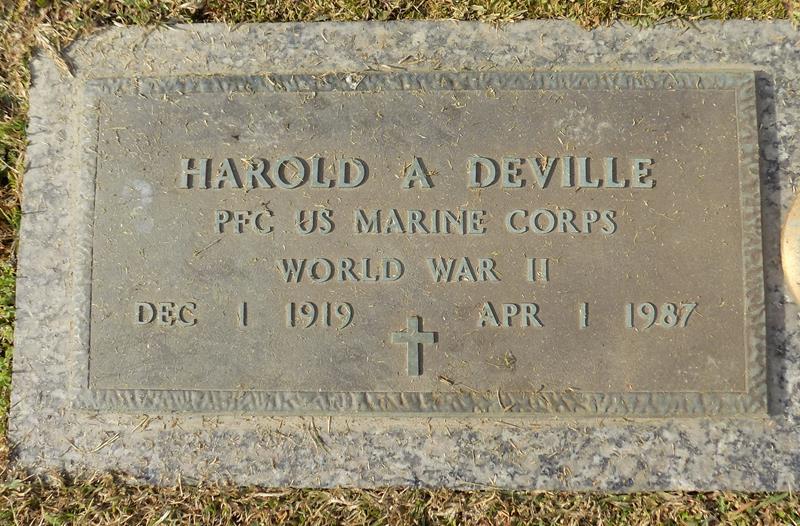 HAROLD A DEVILLE
PFC US MARINE CORPS
WORLD WAR II
DEC 1 1919 APR 1 1987